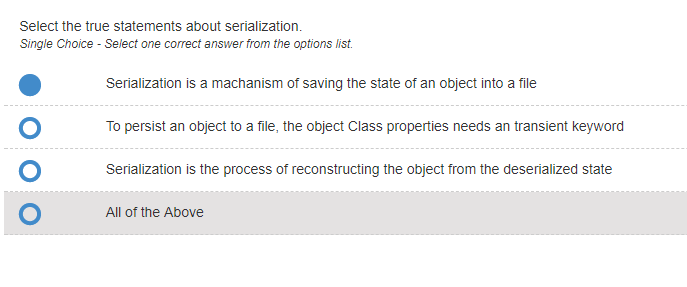 Select the true statements about serialization.
Single Choice - Select one correct answer from the options list.
Serialization is a machanism of saving the state of an object into a file
To persist an object to a file, the object Class properties needs an transient keyword
Serialization is the process of reconstructing the object from the deserialized state
All of the Above